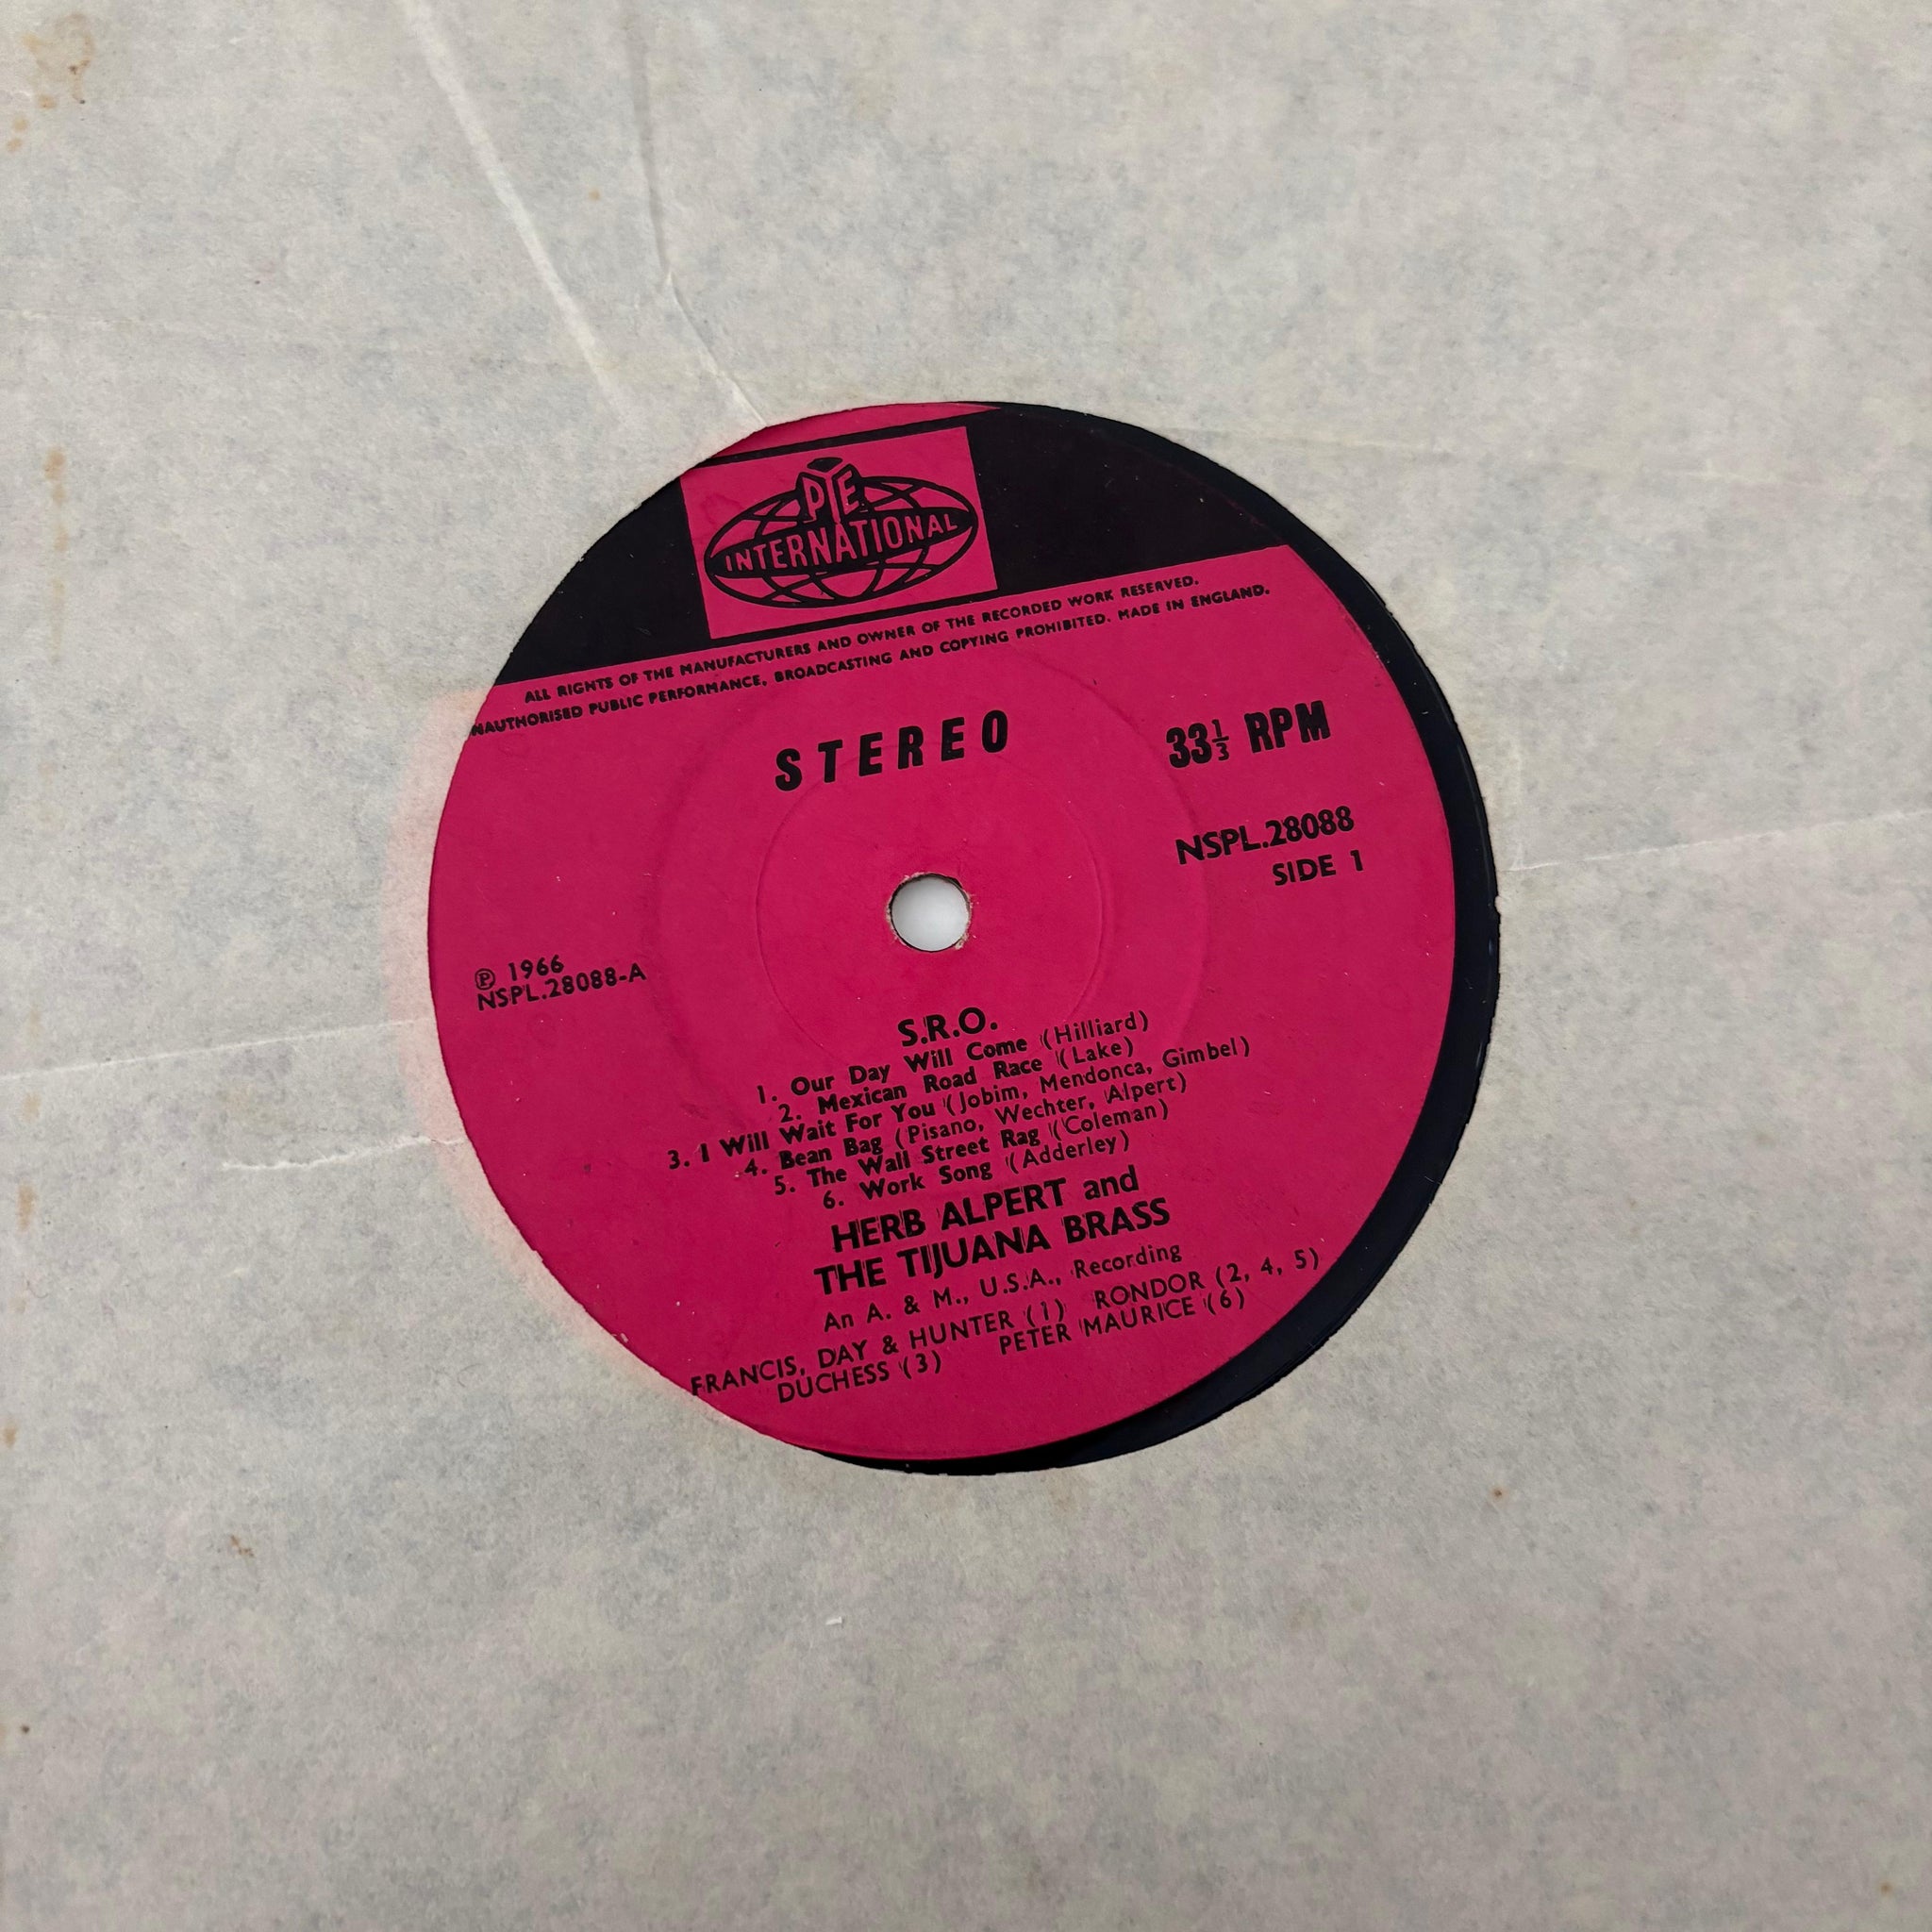 PYE
INTERNATIONAL
ALL RIGHTS OF THE MANUFACTURERS AND OWNER OF THE RECORDED WORK RESERVED.
NAUTHORISED PUBLIC PERFORMANCE, BROADCASTING AND COPYING PROHIBITED. MADE IN ENGLAND.
STEREO
33⅓ RPM
NSPL.28088
SIDE 1
℗ 1966
NSPL.28088-A
S.R.O.
1. Our Day Will Come (Hilliard)
2. Mexican Road Race (Lake)
3. I Will Wait For You (Jobim, Mendonca, Gimbel)
4. Bean Bag (Pisano, Wechter, Alpert)
5. The Wall Street Rag (Coleman)
6. Work Song (Adderley)
HERB ALPERT and
THE TIJUANA BRASS
An A. & M., U.S.A., Recording
FRANCIS, DAY & HUNTER (1) RONDOR (2, 4, 5)
DUCHESS (3) PETER MAURICE (6)